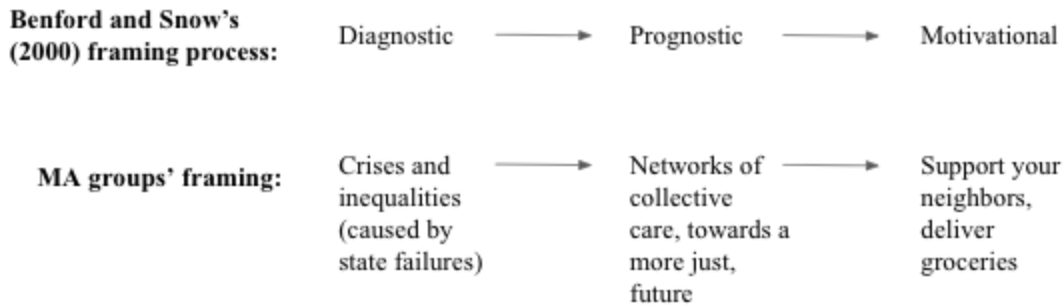 Benford and Snow's
(2000) framing process:
Diagnostic
Prognostic
Motivational
MA groups' framing:
Crises and
inequalities
(caused by
state failures)
Networks of
collective
care, towards a
more just,
future
Support your
neighbors,
deliver
groceries